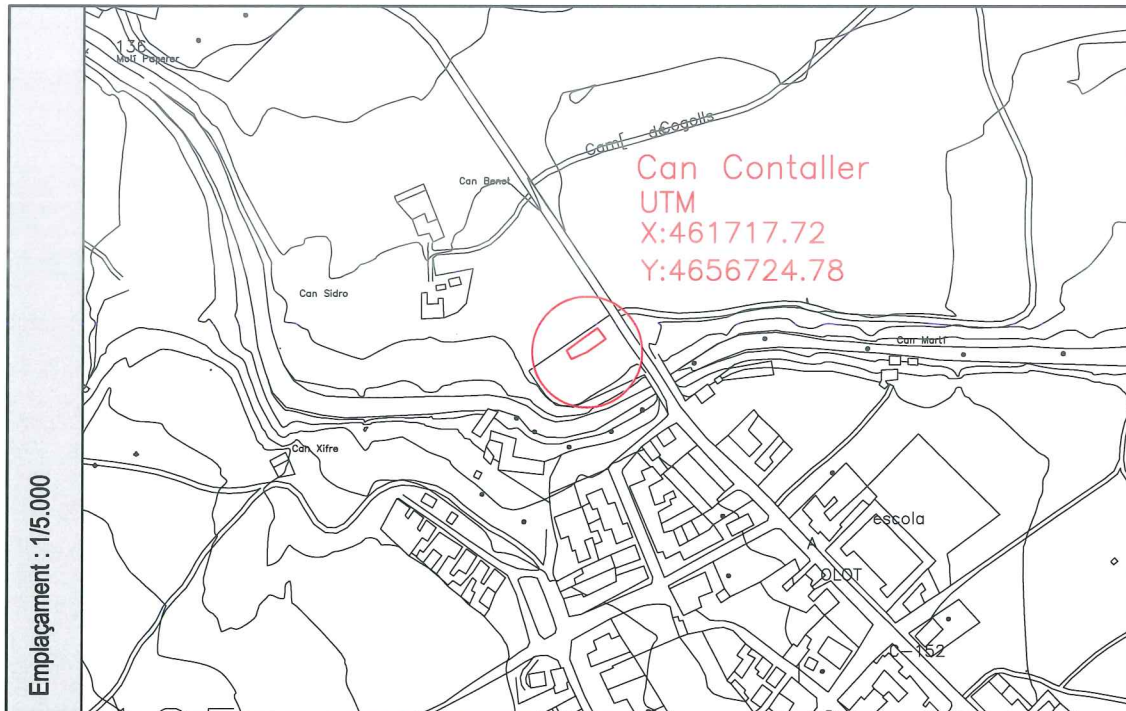 Emplaçament : 1/5.000
136
Molí Paperer
Camí de Cogolls
Can Contaller
UTM
X:461717.72
Y:4656724.78
Can Benet
Can Sidro
Can Martí
Can Xifre
escola
A
OLOT
C-152